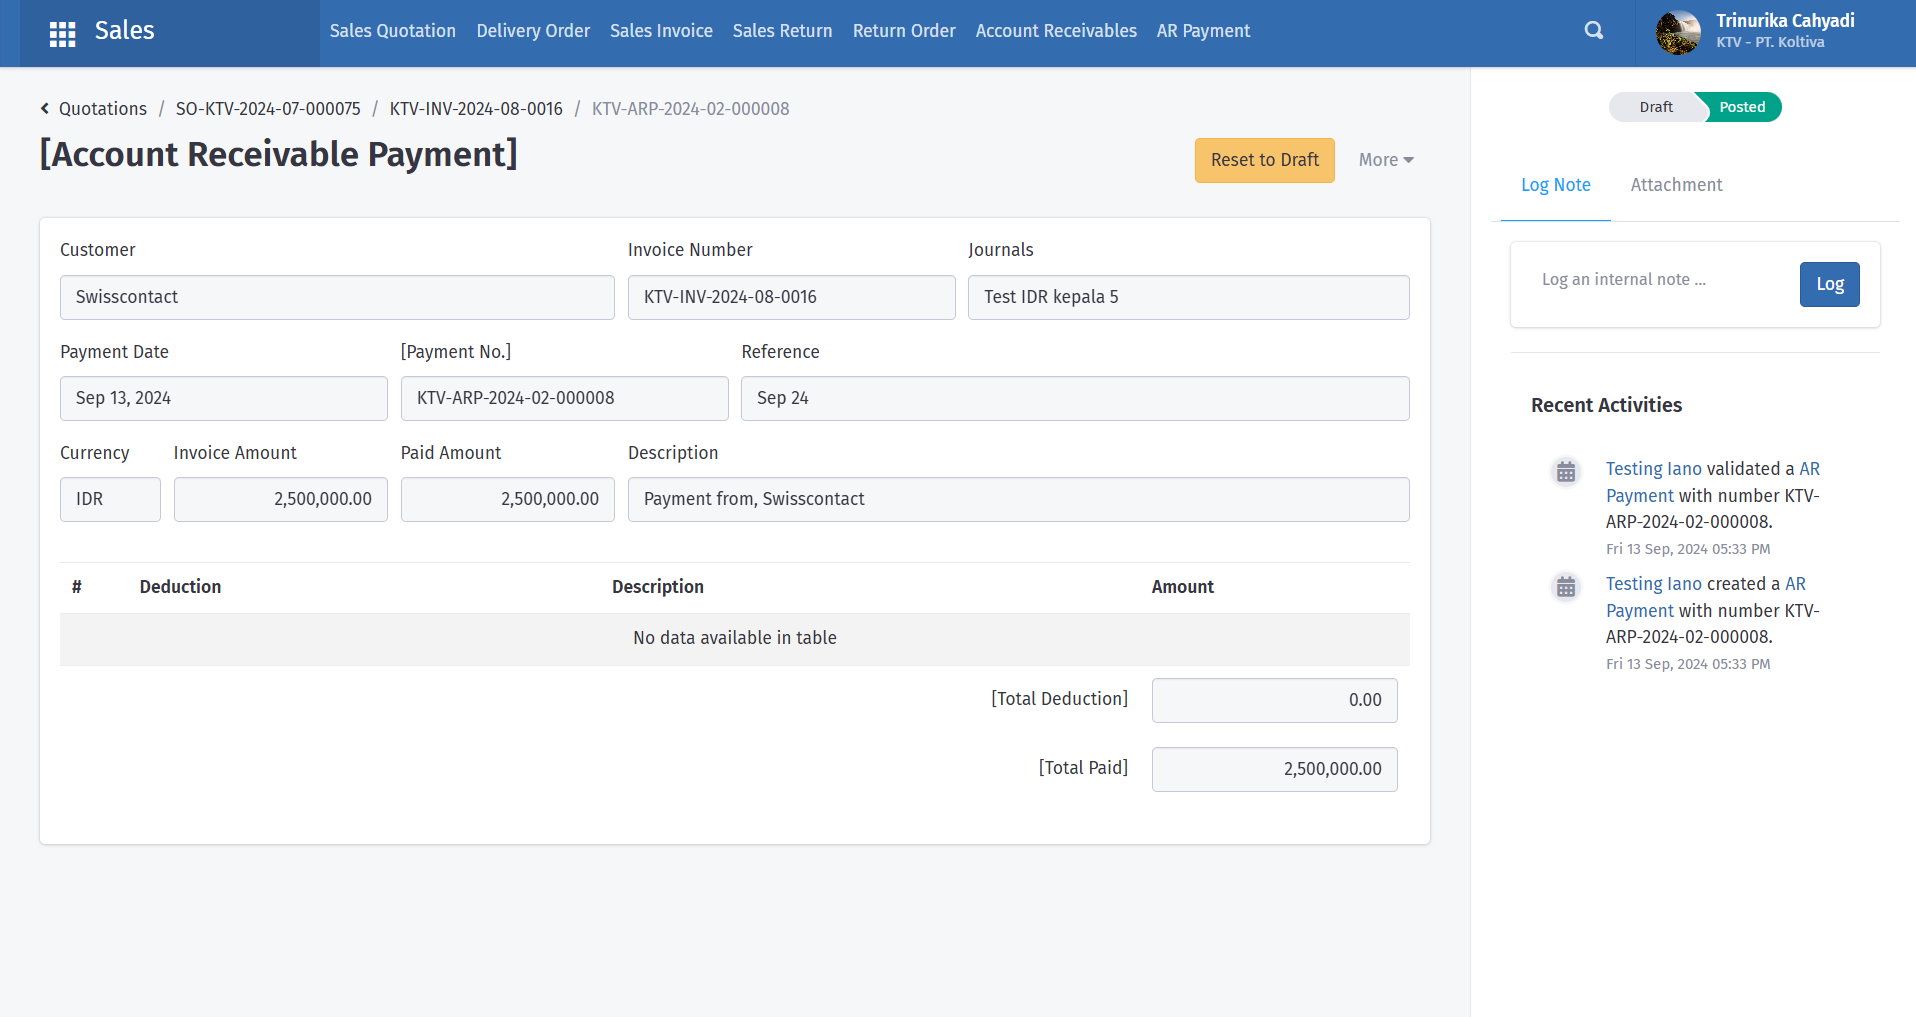 Sales
Sales Quotation Delivery Order Sales Invoice Sales Return Return Order Account Receivables AR Payment
Trinurika Cahyadi
KTV - PT. Koltiva
Quotations / SO-KTV-2024-07-000075 / KTV-INV-2024-08-0016 / KTV-ARP-2024-02-000008
[Account Receivable Payment]
Reset to Draft More
Customer Invoice Number Journals
Swisscontact KTV-INV-2024-08-0016 Test IDR kepala 5
Payment Date [Payment No.] Reference
Sep 13, 2024 KTV-ARP-2024-02-000008 Sep 24
Currency Invoice Amount Paid Amount Description
IDR 2,500,000.00 2,500,000.00 Payment from, Swisscontact
# Deduction Description Amount
No data available in table
[Total Deduction] 0.00
[Total Paid] 2,500,000.00
Draft Posted
Log Note Attachment
Log an internal note ... Log
Recent Activities
Testing Iano validated a AR
Payment with number KTV-
ARP-2024-02-000008.
Fri 13 Sep, 2024 05:33 PM
Testing Iano created a AR
Payment with number KTV-
ARP-2024-02-000008.
Fri 13 Sep, 2024 05:33 PM